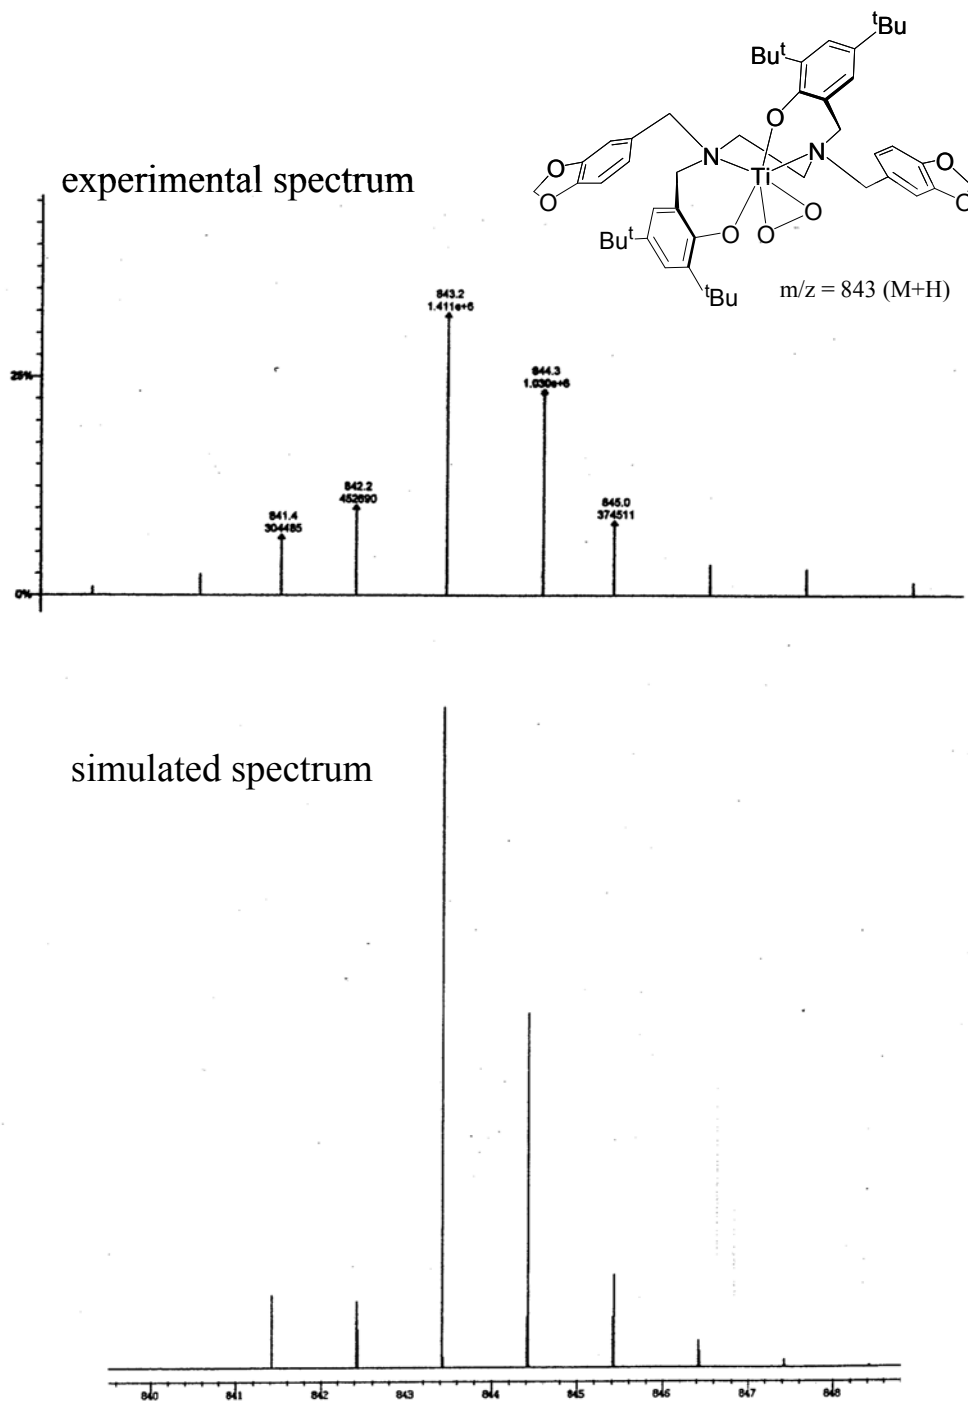 tBu
But
O
N
N
Ti
O
O
O
O
O
O
O
O
But
tBu
m/z = 843 (M+H)
experimental spectrum
843.2
1.411e+6
25%
844.3
1.030e+6
842.2
452690
841.4
304485
845.0
374511
0%
simulated spectrum
840 841 842 843 844 845 846 847 848